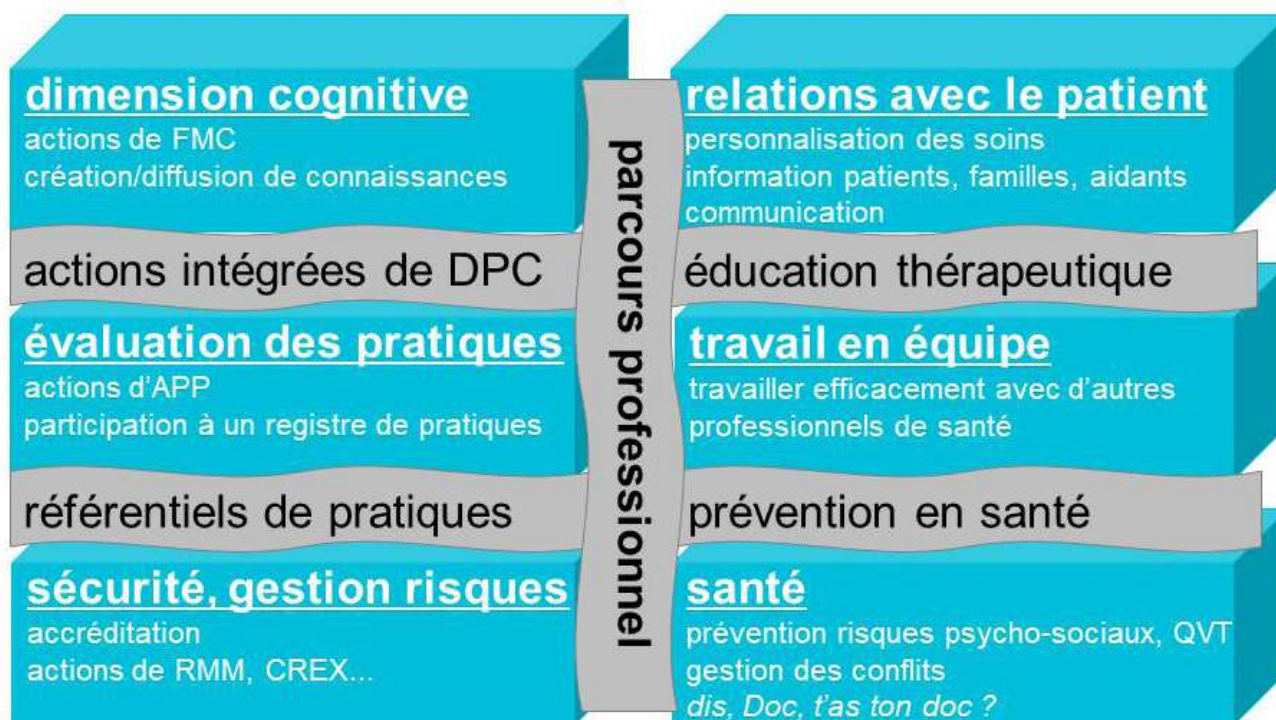 dimension cognitive
actions de FMC
création/diffusion de connaissances
actions intégrées de DPC
évaluation des pratiques
actions d'APP
participation à un registre de pratiques
référentiels de pratiques
sécurité, gestion risques
accréditation
actions de RMM, CREX...
parcours professionnel
relations avec le patient
personnalisation des soins
information patients, familles, aidants
communication
éducation thérapeutique
travail en équipe
travailler efficacement avec d'autres
professionnels de santé
prévention en santé
santé
prévention risques psycho-sociaux, QVT
gestion des conflits
dis, Doc, t'as ton doc ?